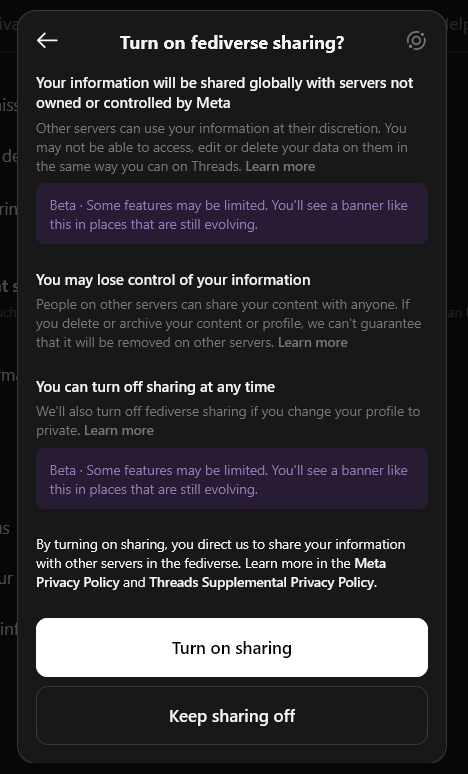 Turn on fediverse sharing?
Your information will be shared globally with servers not
owned or controlled by Meta
Other servers can use your information at their discretion. You
may not be able to access, edit or delete your data on them in
the same way you can on Threads. Learn more
Beta · Some features may be limited. You'll see a banner like
this in places that are still evolving.
You may lose control of your information
People on other servers can share your content with anyone. If
you delete or archive your content or profile, we can't guarantee
that it will be removed on other servers. Learn more
You can turn off sharing at any time
We'll also turn off fediverse sharing if you change your profile to
private. Learn more
Beta · Some features may be limited. You'll see a banner like
this in places that are still evolving.
By turning on sharing, you direct us to share your information
with other servers in the fediverse. Learn more in the Meta
Privacy Policy and Threads Supplemental Privacy Policy.
Turn on sharing
Keep sharing off